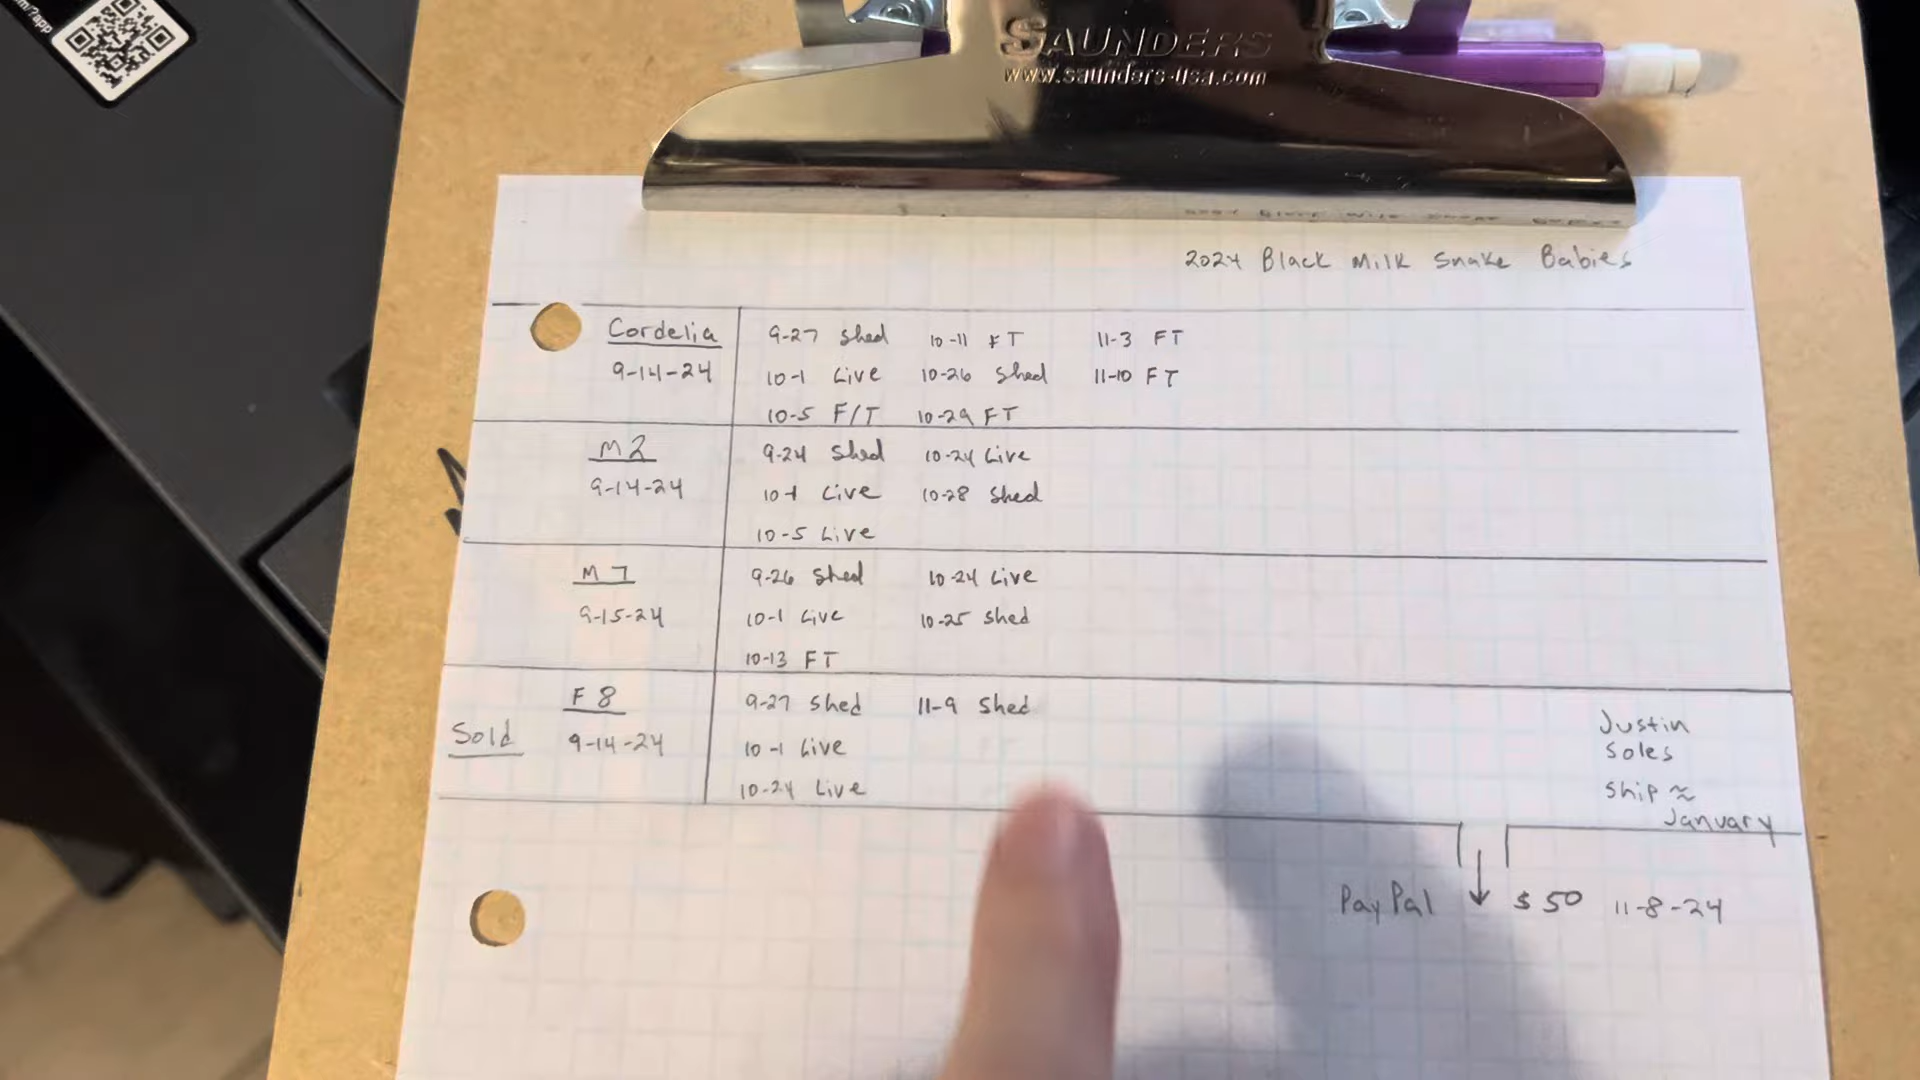 m/?app
SAUNDERS
www.saunders-usa.com
2024 Black Milk Snake Babies
Cordelia
9-14-24
9-27 Shed 10-11 FT 11-3 FT
10-1 Live 10-26 Shed 11-10 FT
10-5 F/T 10-29 FT
M2
9-14-24
9-24 Shed 10-24 Live
10-1 Live 10-28 Shed
10-5 Live
M7
9-15-24
9-26 Shed 10-24 Live
10-1 Live 10-25 Shed
10-13 FT
Sold
F8
9-14-24
9-27 Shed 11-9 Shed
10-1 Live
10-24 Live
Justin
Soles
Ship ≈
January
PayPal ↓ $50 11-8-24